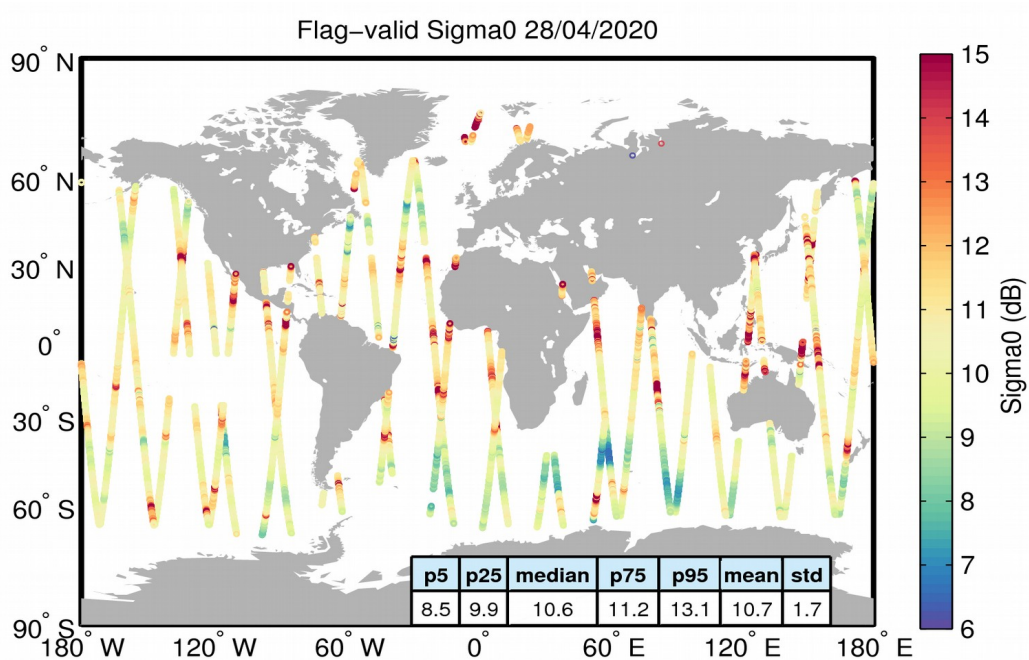 Flag−valid Sigma0 28/04/2020
90° N
60° N
30° N
0°
30° S
60° S
90° S
180° W 120° W 60° W 0° 60° E 120° E 180° E
p5 p25 median p75 p95 mean std
8.5 9.9 10.6 11.2 13.1 10.7 1.7
15
14
13
12
11
10
9
8
7
6
Sigma0 (dB)